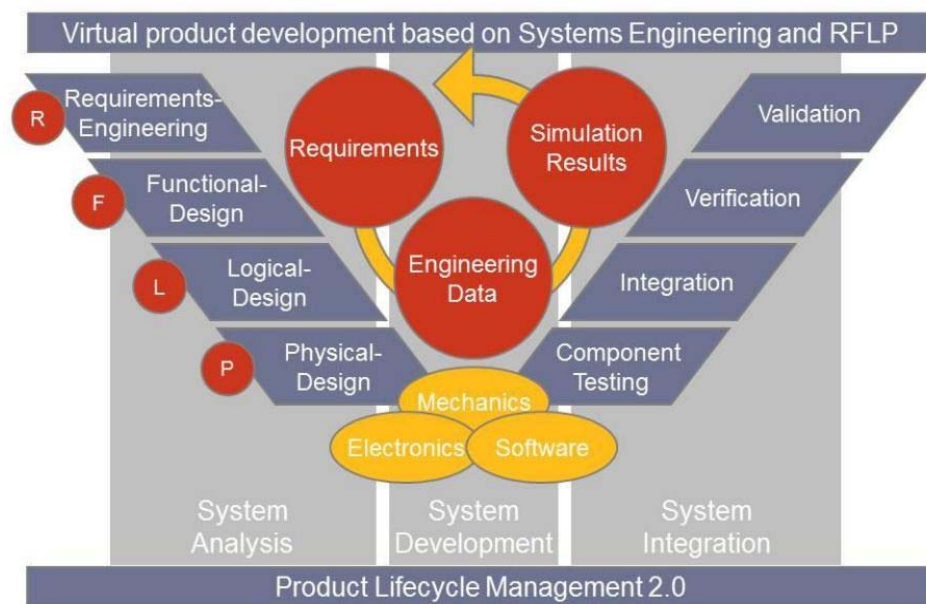 Virtual product development based on Systems Engineering and RFLP
R
Requirements-
Engineering
F
Functional-
Design
L
Logical-
Design
P
Physical-
Design
Requirements
Simulation
Results
Engineering
Data
Validation
Verification
Integration
Component
Testing
Mechanics
Electronics
Software
System
Analysis
System
Development
System
Integration
Product Lifecycle Management 2.0